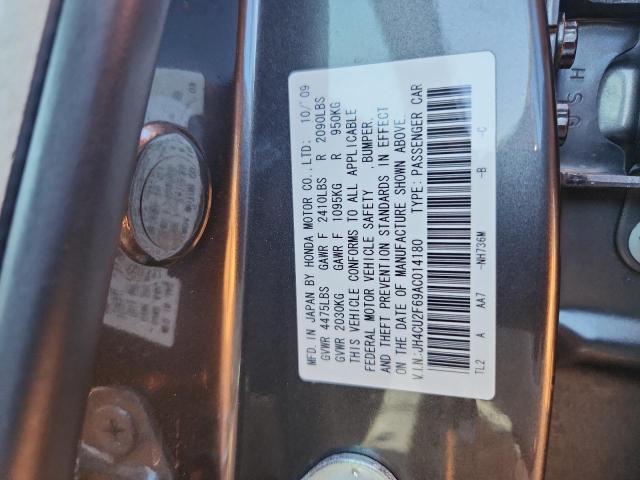 MFD. IN JAPAN BY HONDA MOTOR CO., LTD: 10/'09
GVWR 4475LBS GAWR F 2410LBS R 2090LBS
GVWR 2030KG GAWR F 1095KG R 950KG
THIS VEHICLE CONFORMS TO ALL APPLICABLE
FEDERAL MOTOR VEHICLE SAFETY ,BUMPER,
AND THEFT PREVENTION STANDARDS IN EFFECT
ON THE DATE OF MANUFACTURE SHOWN ABOVE.
V.I.N:JH4CU2F69AC014180 TYPE: PASSENGER CAR
TL2 A AA7 -NH736M -B -C